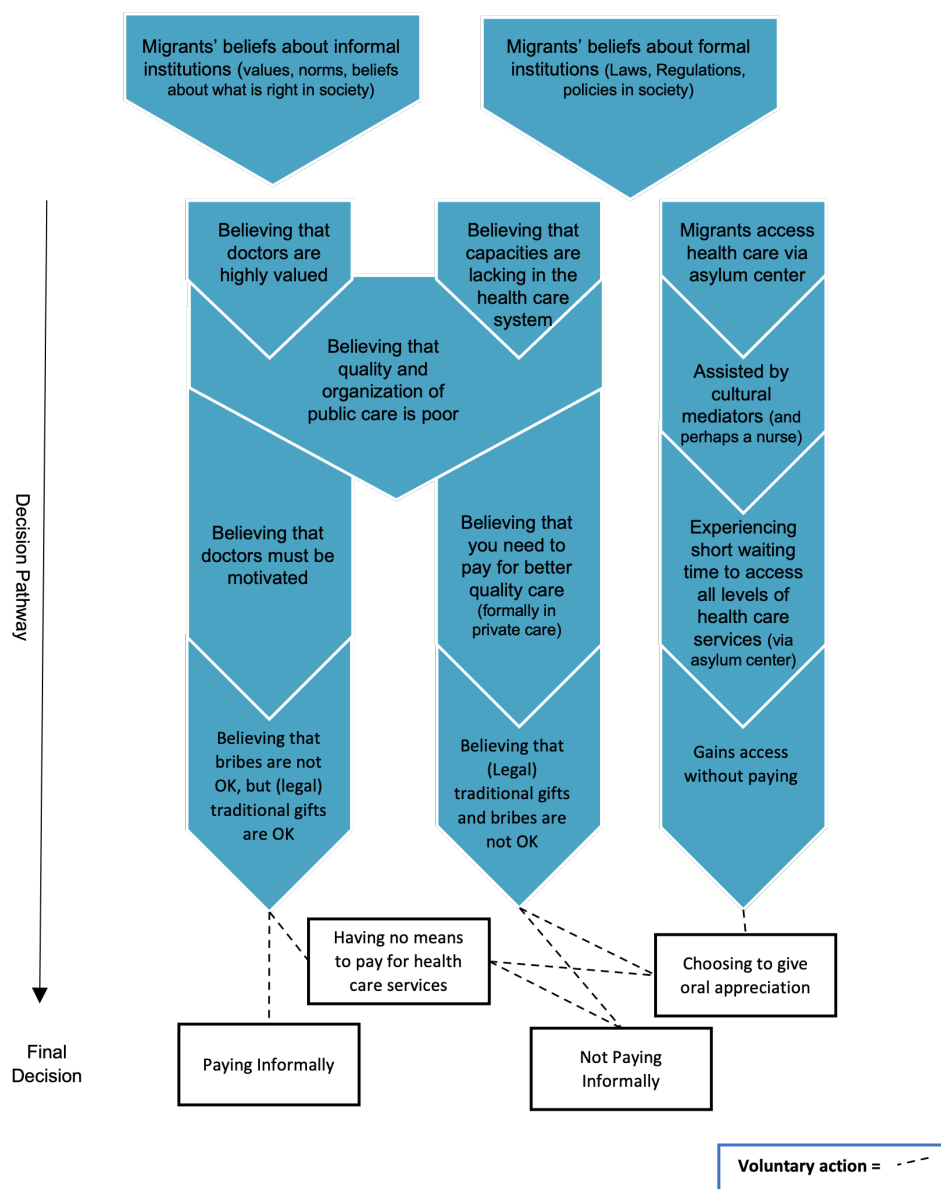 Migrants’ beliefs about informal
institutions (values, norms, beliefs
about what is right in society)
Migrants’ beliefs about formal
institutions (Laws, Regulations,
policies in society)
Believing that
doctors are
highly valued
Believing that
capacities are
lacking in the
health care
system
Migrants access
health care via
asylum center
Believing that
quality and
organization of
public care is poor
Assisted by
cultural
mediators (and
perhaps a nurse)
Decision Pathway
Believing that
doctors must be
motivated
Believing that
you need to
pay for better
quality care
(formally in
private care)
Experiencing
short waiting
time to access
all levels of
health care
services (via
asylum center)
Believing that
bribes are not
OK, but (legal)
traditional gifts
are OK
Believing that
(Legal)
traditional gifts
and bribes are
not OK
Gains access
without paying
Having no means
to pay for health
care services
Choosing to give
oral appreciation
Final
Decision
Paying Informally
Not Paying
Informally
Voluntary action =